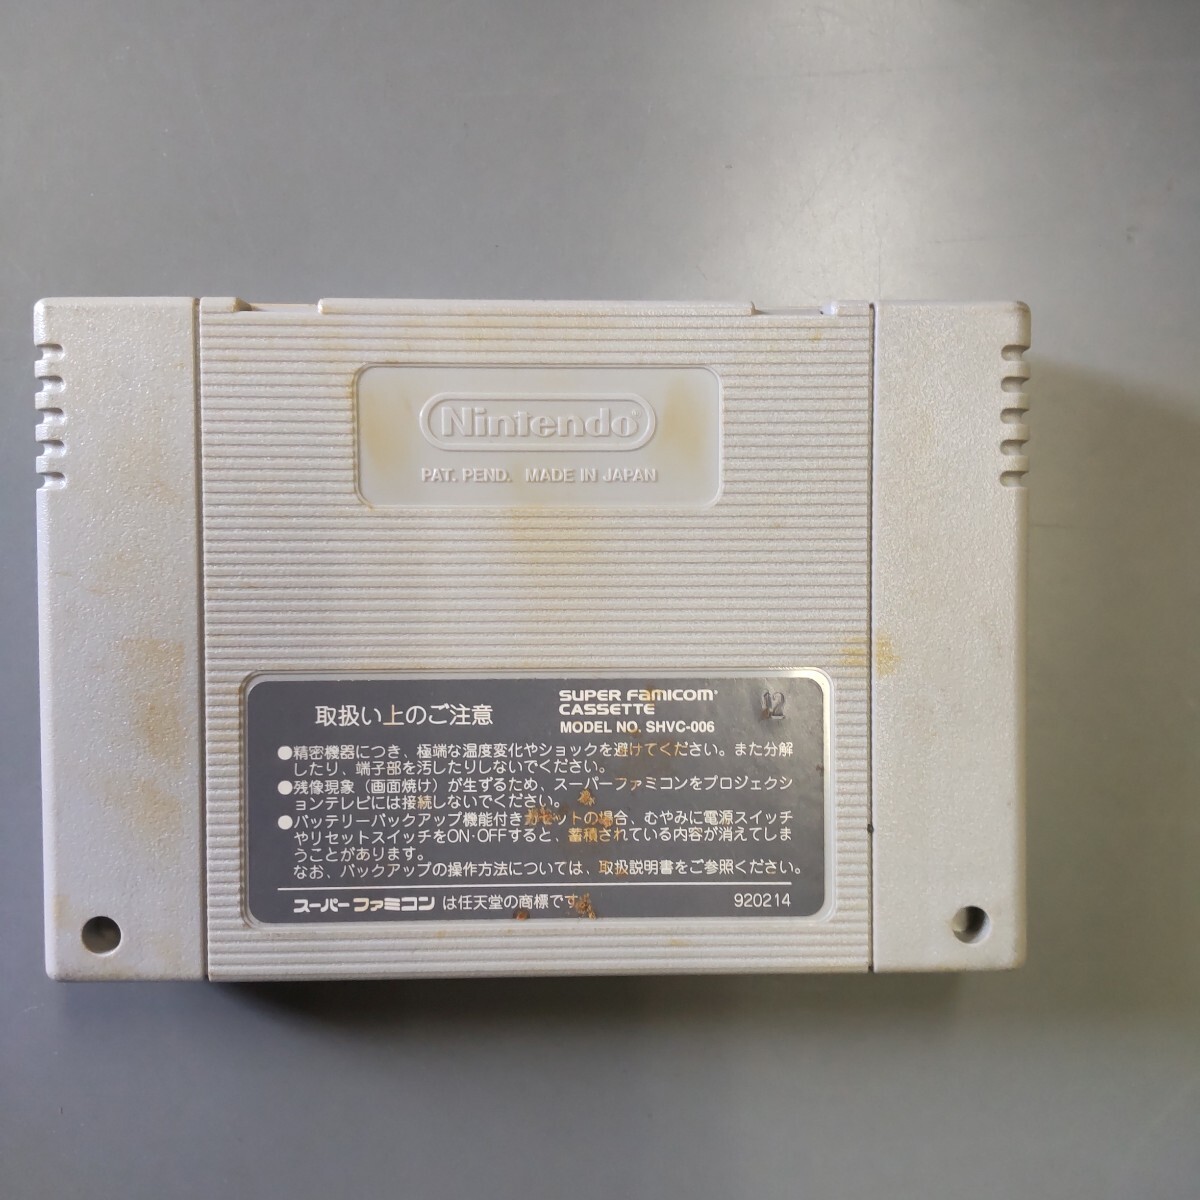 Nintendo®
PAT. PEND. MADE IN JAPAN
取扱い上のご注意
SUPER FAMICOM®
CASSETTE
MODEL NO. SHVC-006
12
●精密機器につき、極端な温度変化やショックを避けてください。また分解
したり、端子部を汚したりしないでください。
●残像現象（画面焼け）が生ずるため、スーパーファミコンをプロジェクシ
ョンテレビには接続しないでください。
●バッテリーバックアップ機能付きカセットの場合、むやみに電源スイッチ
やリセットスイッチをON·OFFすると、蓄積されている内容が消えてしま
うことがあります。
なお、バックアップの操作方法については、取扱説明書をご参照ください。
スーパーファミコンは任天堂の商標です。
920214